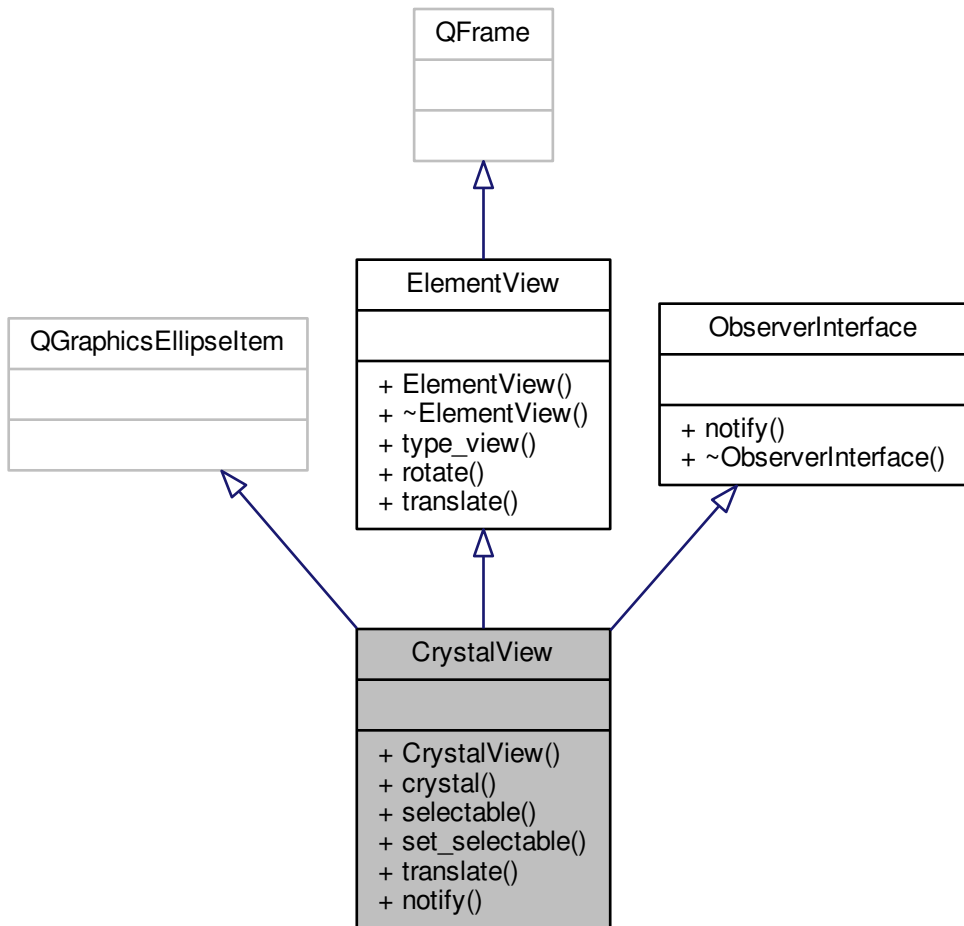 QFrame
ElementView
+ ElementView()
+ ~ElementView()
+ type_view()
+ rotate()
+ translate()
QGraphicsEllipseItem
ObserverInterface
+ notify()
+ ~ObserverInterface()
CrystalView
+ CrystalView()
+ crystal()
+ selectable()
+ set_selectable()
+ translate()
+ notify()